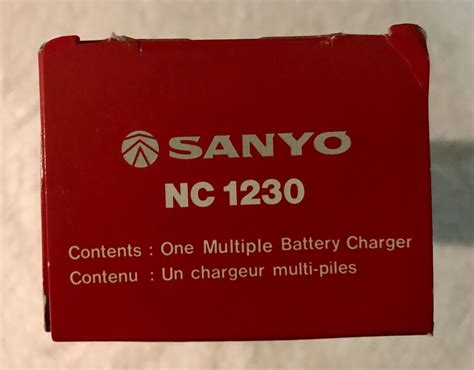 SANYO
NC 1230
Contents : One Multiple Battery Charger
Contenu : Un chargeur multi-piles